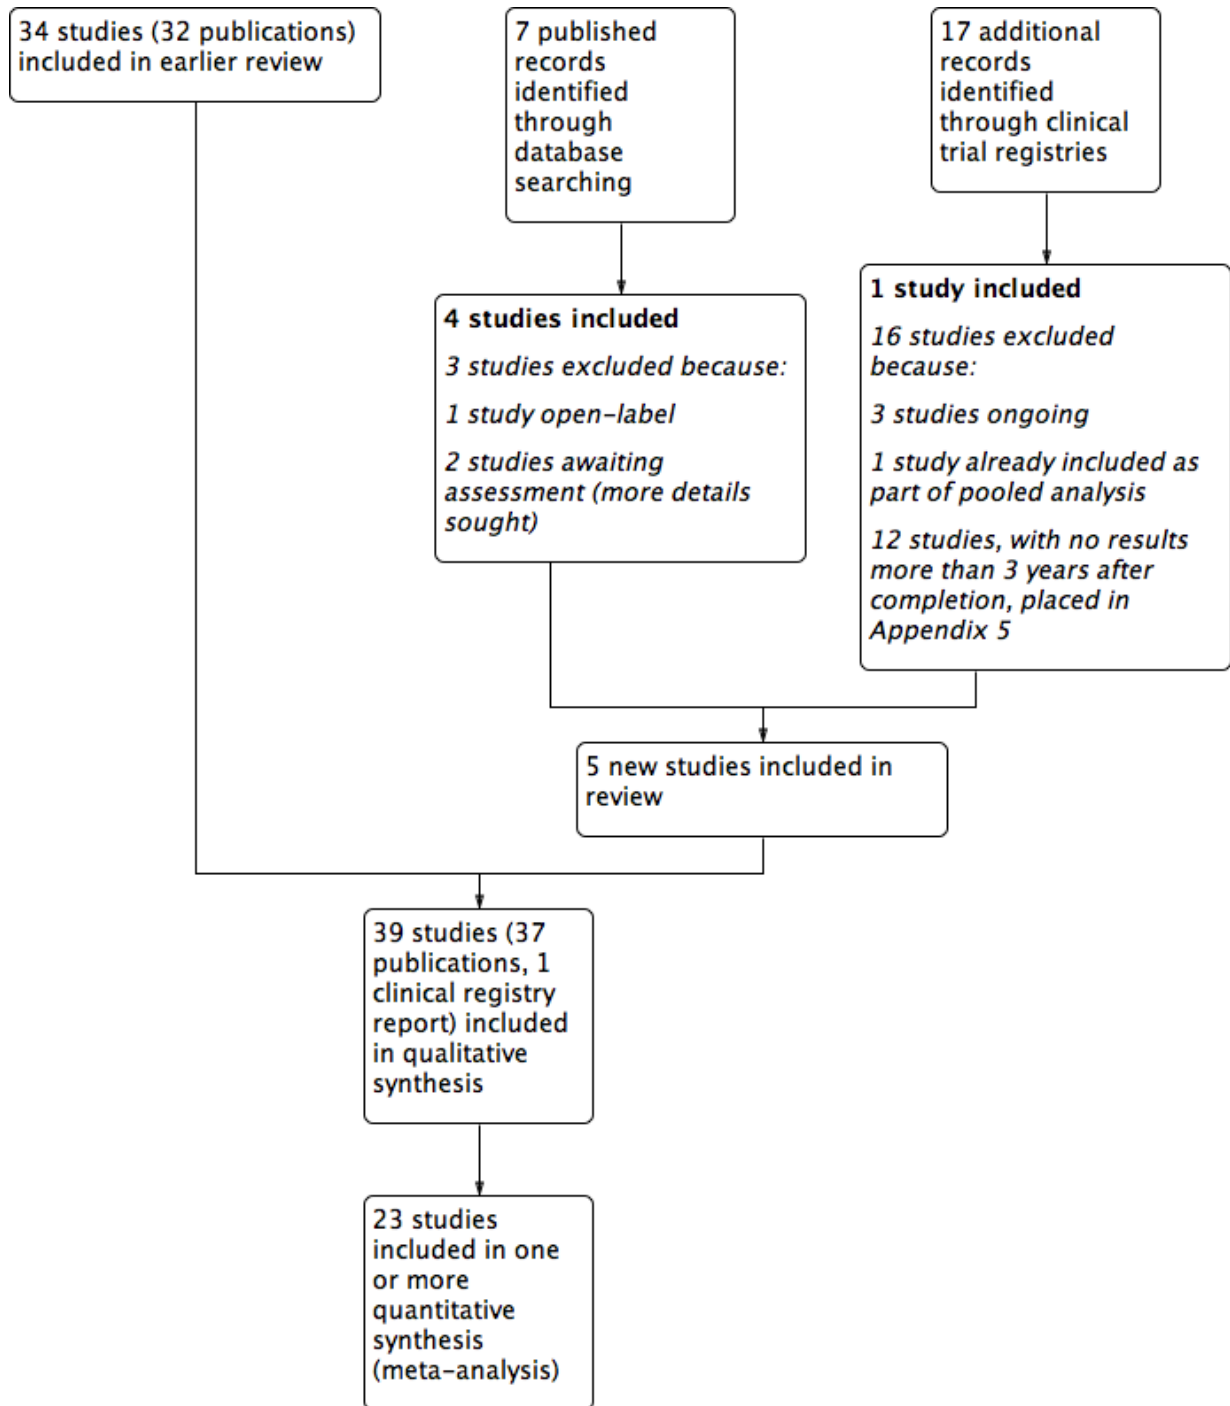 34 studies (32 publications)
included in earlier review
7 published
records
identified
through
database
searching
17 additional
records
identified
through clinical
trial registries
4 studies included
3 studies excluded because:
1 study open-label
2 studies awaiting
assessment (more details
sought)
1 study included
16 studies excluded
because:
3 studies ongoing
1 study already included as
part of pooled analysis
12 studies, with no results
more than 3 years after
completion, placed in
Appendix 5
5 new studies included in
review
39 studies (37
publications, 1
clinical registry
report) included
in qualitative
synthesis
23 studies
included in one
or more
quantitative
synthesis
(meta-analysis)